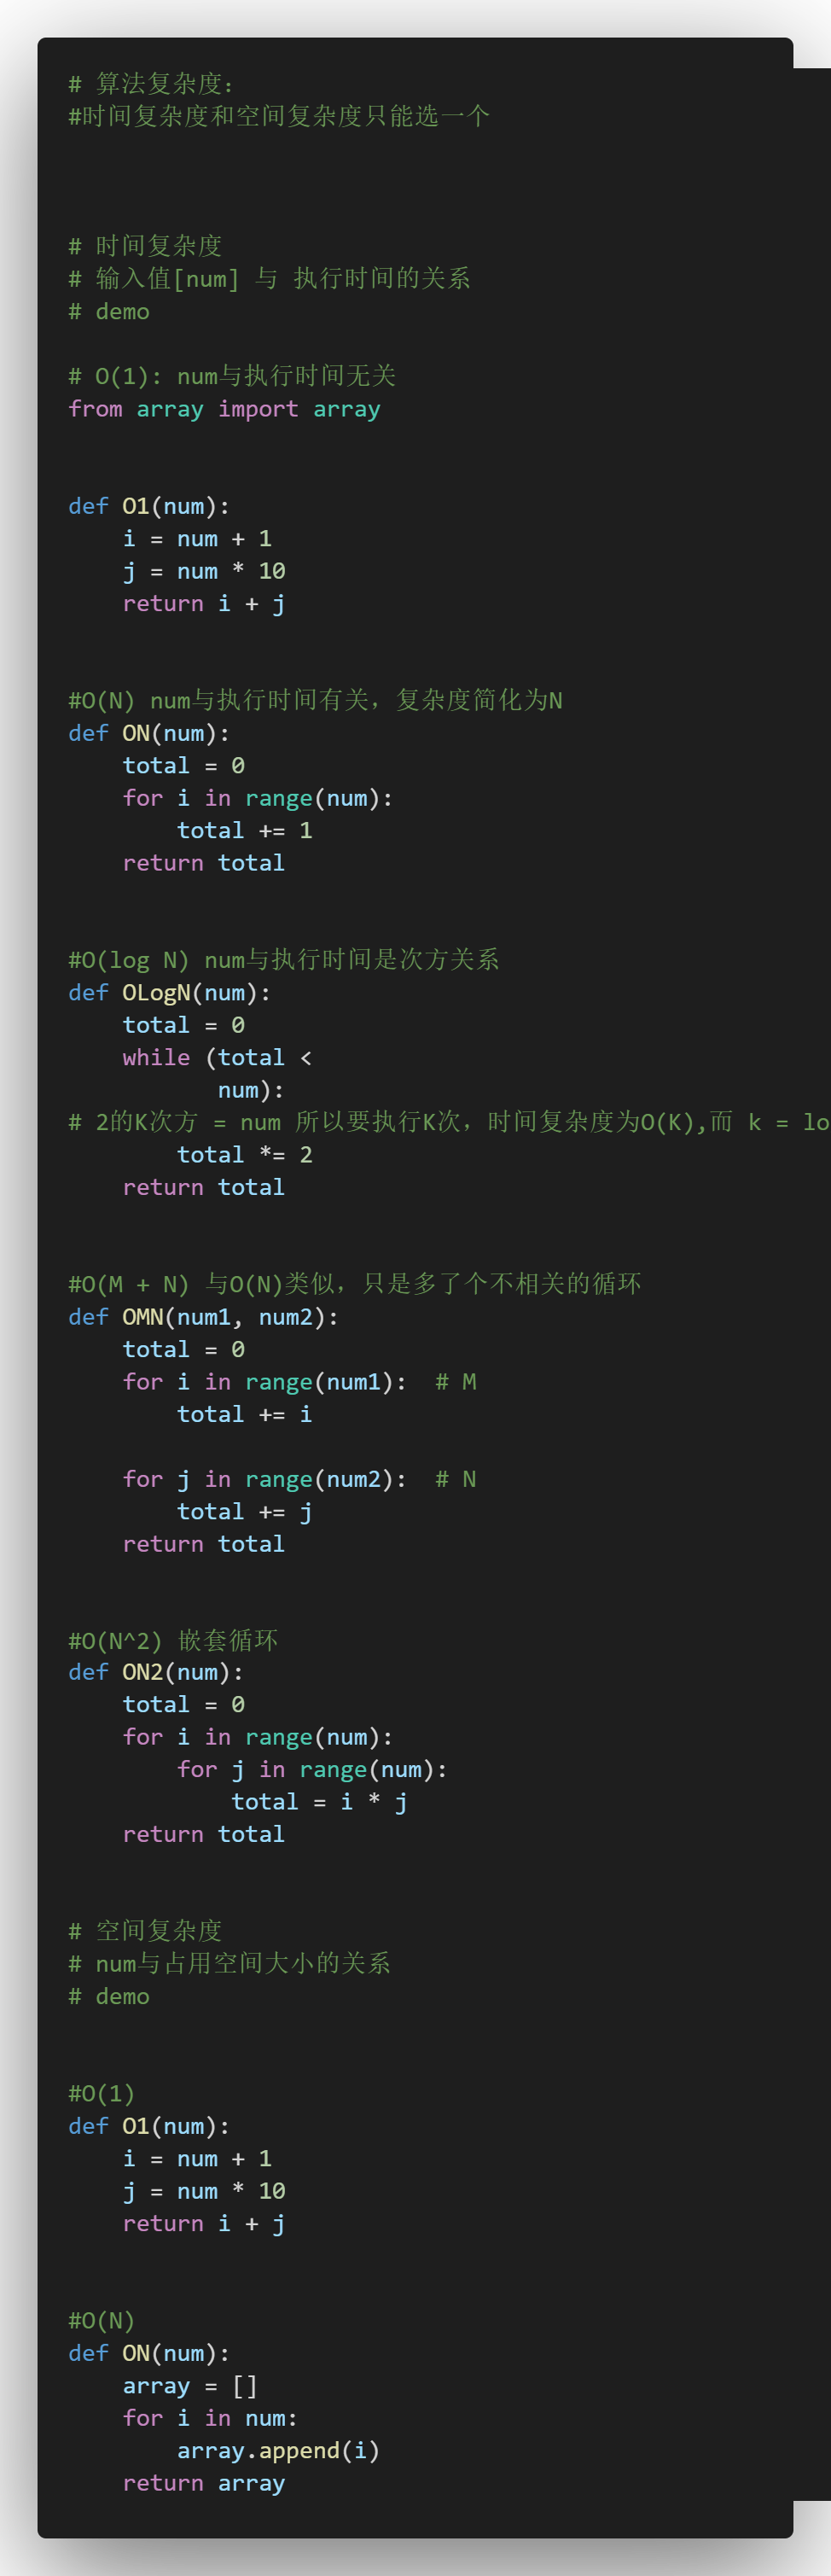 # 算法复杂度：
#时间复杂度和空间复杂度只能选一个
# 时间复杂度
# 输入值[num] 与 执行时间的关系
# demo
# O(1): num与执行时间无关
from array import array
def O1(num):
    i = num + 1
    j = num * 10
    return i + j
#O(N) num与执行时间有关，复杂度简化为N
def ON(num):
    total = 0
    for i in range(num):
        total += 1
    return total
#O(log N) num与执行时间是次方关系
def OLogN(num):
    total = 0
    while (total <
           num):
# 2的K次方 = num 所以要执行K次，时间复杂度为O(K),而 k = lo
        total *= 2
    return total
#O(M + N) 与O(N)类似，只是多了个不相关的循环
def OMN(num1, num2):
    total = 0
    for i in range(num1):  # M
        total += i
    for j in range(num2):  # N
        total += j
    return total
#O(N^2) 嵌套循环
def ON2(num):
    total = 0
    for i in range(num):
        for j in range(num):
            total = i * j
    return total
# 空间复杂度
# num与占用空间大小的关系
# demo
#O(1)
def O1(num):
    i = num + 1
    j = num * 10
    return i + j
#O(N)
def ON(num):
    array = []
    for i in num:
        array.append(i)
    return array